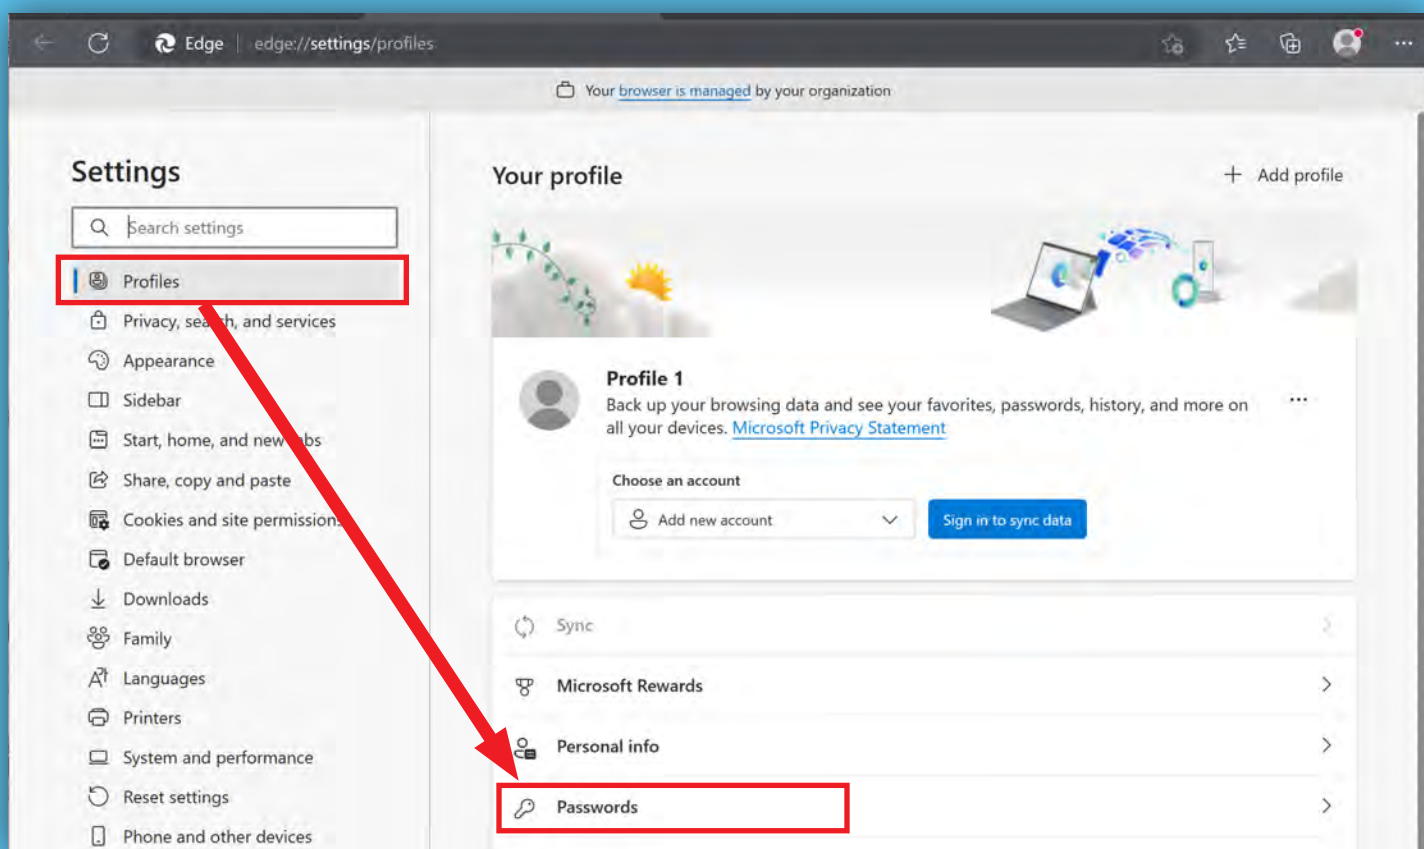 Edge
edge://settings/profiles
Your browser is managed by your organization
Settings
Search settings
Profiles
Privacy, search, and services
Appearance
Sidebar
Start, home, and new tabs
Share, copy and paste
Cookies and site permissions
Default browser
Downloads
Family
Languages
Printers
System and performance
Reset settings
Phone and other devices
Your profile
Add profile
Profile 1
Back up your browsing data and see your favorites, passwords, history, and more on
all your devices. Microsoft Privacy Statement
Choose an account
Add new account
Sign in to sync data
Sync
Microsoft Rewards
Personal info
Passwords